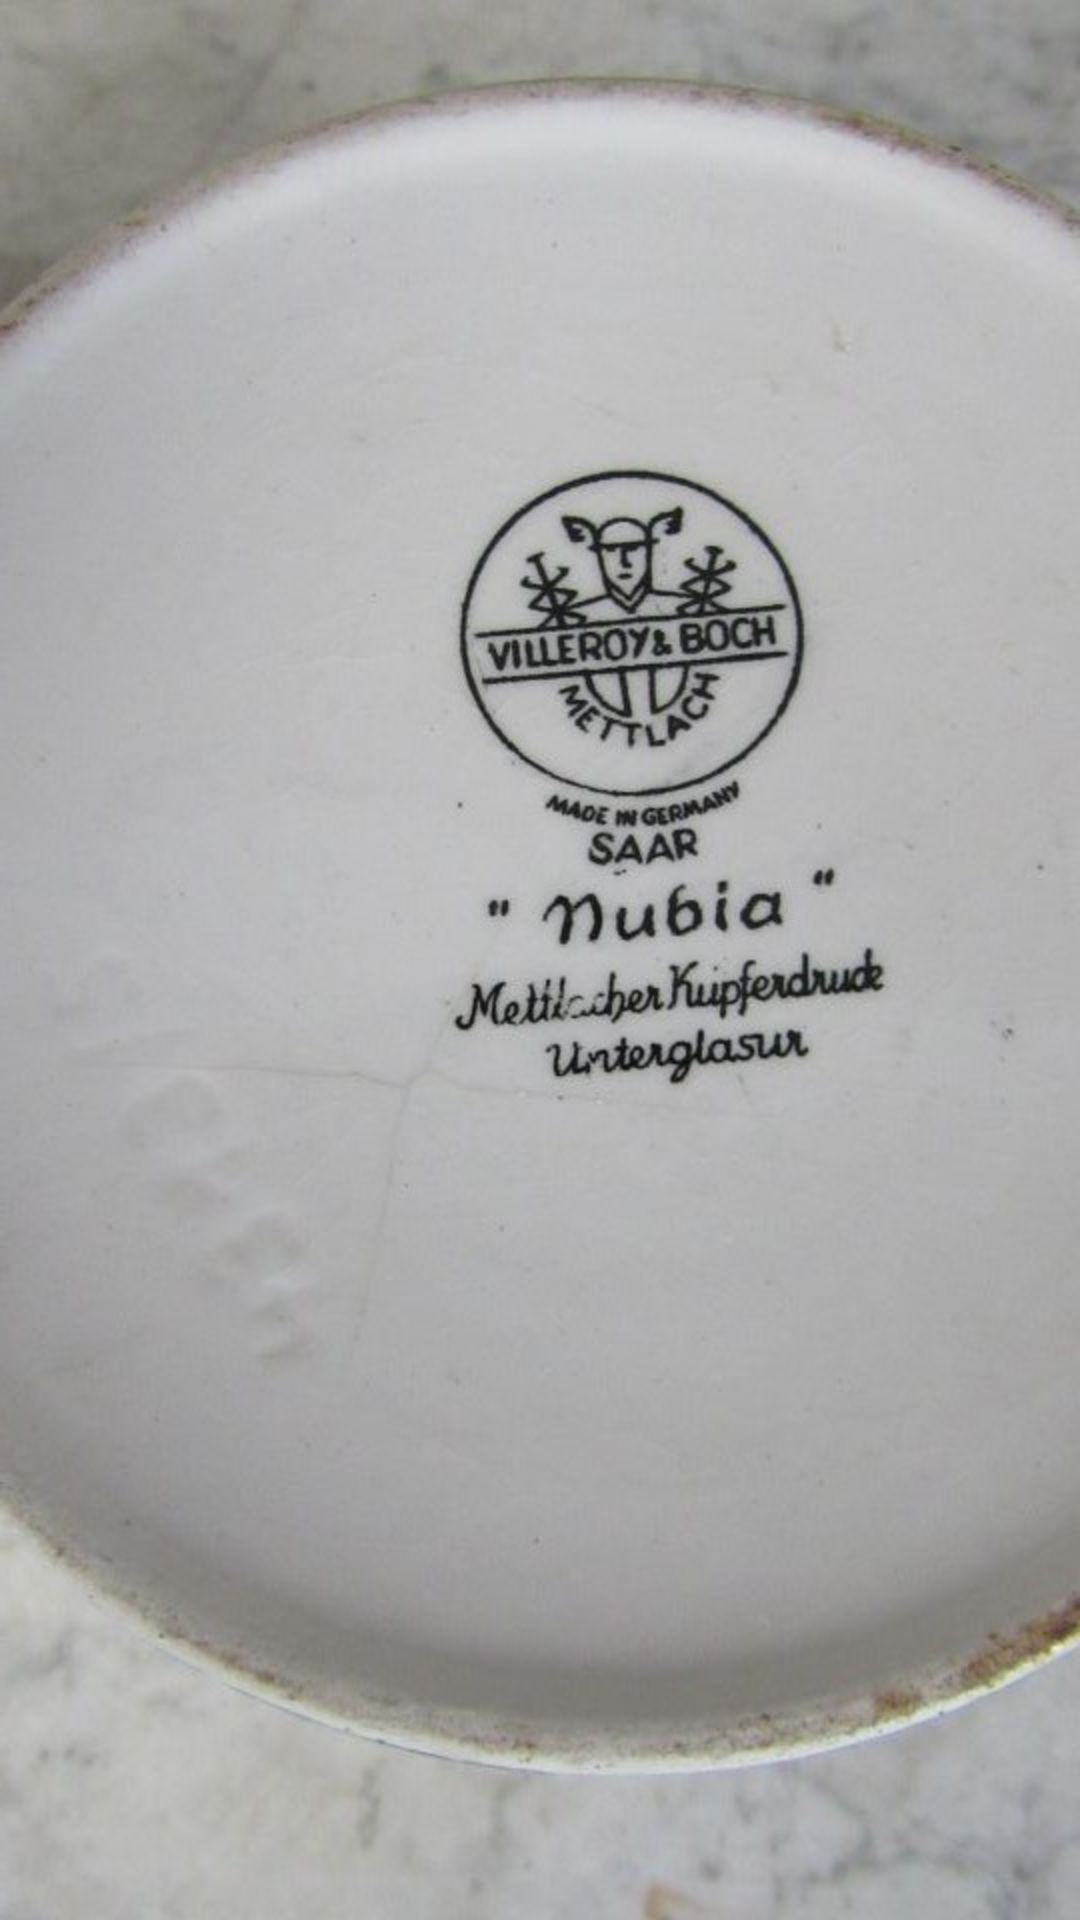 VILLEROY & BOCH
METTLACH
MADE IN GERMANY
SAAR
"Nubia"
Mettlacher Kupferdruck
Unterglasur